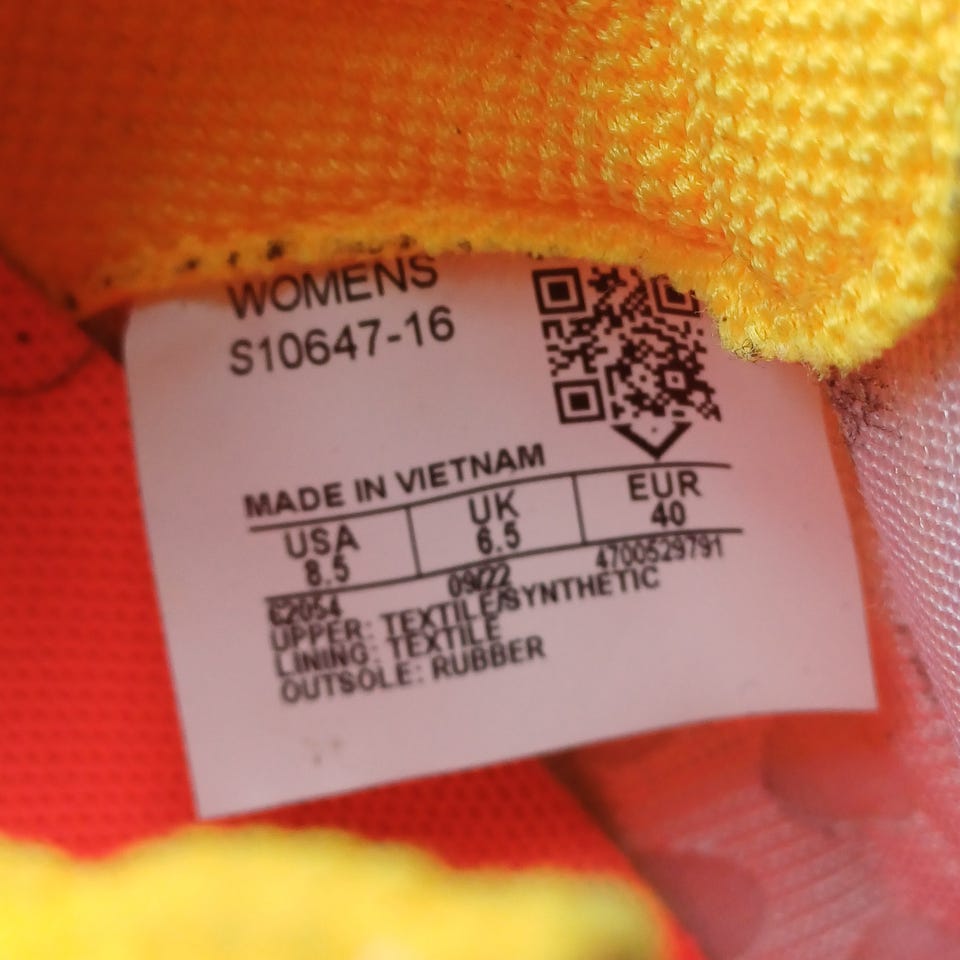 WOMENS
S10647-16
MADE IN VIETNAM
USA UK EUR
8.5 6.5 40
62054 09/22 4700529791
UPPER: TEXTILE/SYNTHETIC
LINING: TEXTILE
OUTSOLE: RUBBER